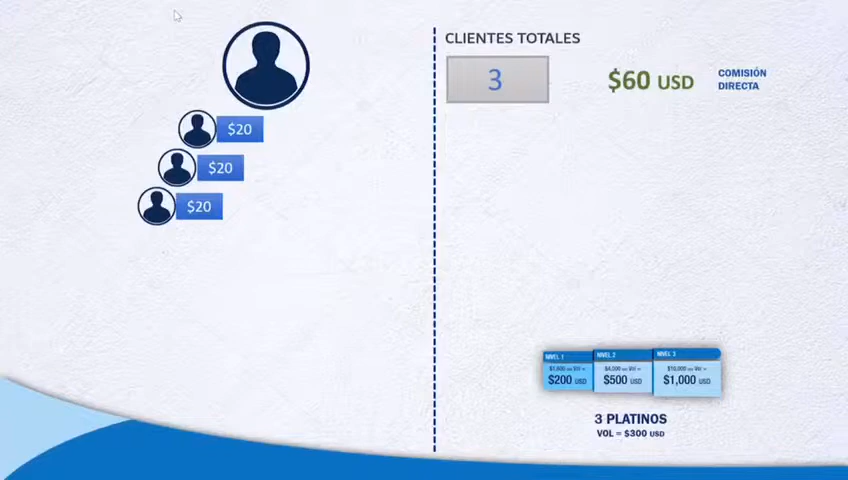 CLIENTES TOTALES
3
$60 USD
COMISIÓN
DIRECTA
$20
$20
$20
NIVEL 1
NIVEL 2
NIVEL 3
$200 USD
$500 USD
$1,000 USD
3 PLATINOS
VOL = $300 USD